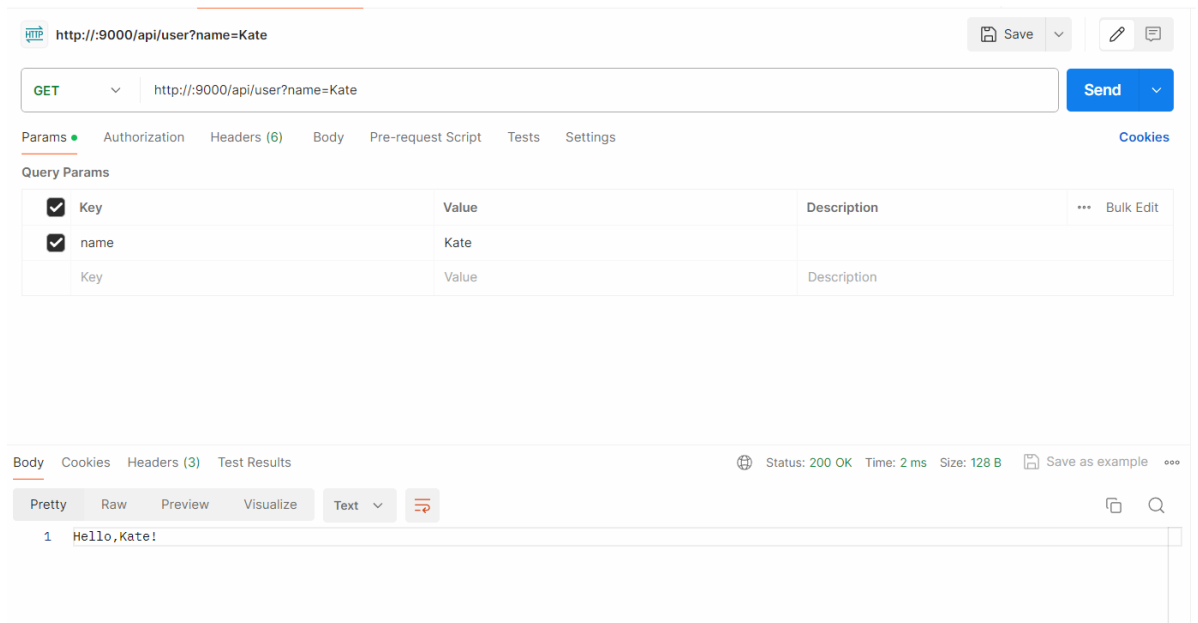 HTTP http://:9000/api/user?name=Kate Save
GET http://:9000/api/user?name=Kate Send
Params Authorization Headers (6) Body Pre-request Script Tests Settings Cookies
Query Params
Key Value Description ••• Bulk Edit
name Kate
Key Value Description
Body Cookies Headers (3) Test Results Status: 200 OK Time: 2 ms Size: 128 B Save as example
Pretty Raw Preview Visualize Text
1 Hello,Kate!